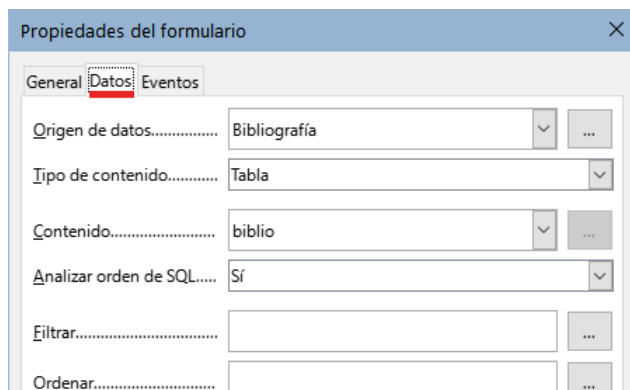 Propiedades del formulario
General Datos Eventos
Origen de datos................ Bibliografía ...
Tipo de contenido............ Tabla
Contenido.......................... biblio ...
Analizar orden de SQL..... Sí
Filtrar.................................. ...
Ordenar.............................. ...